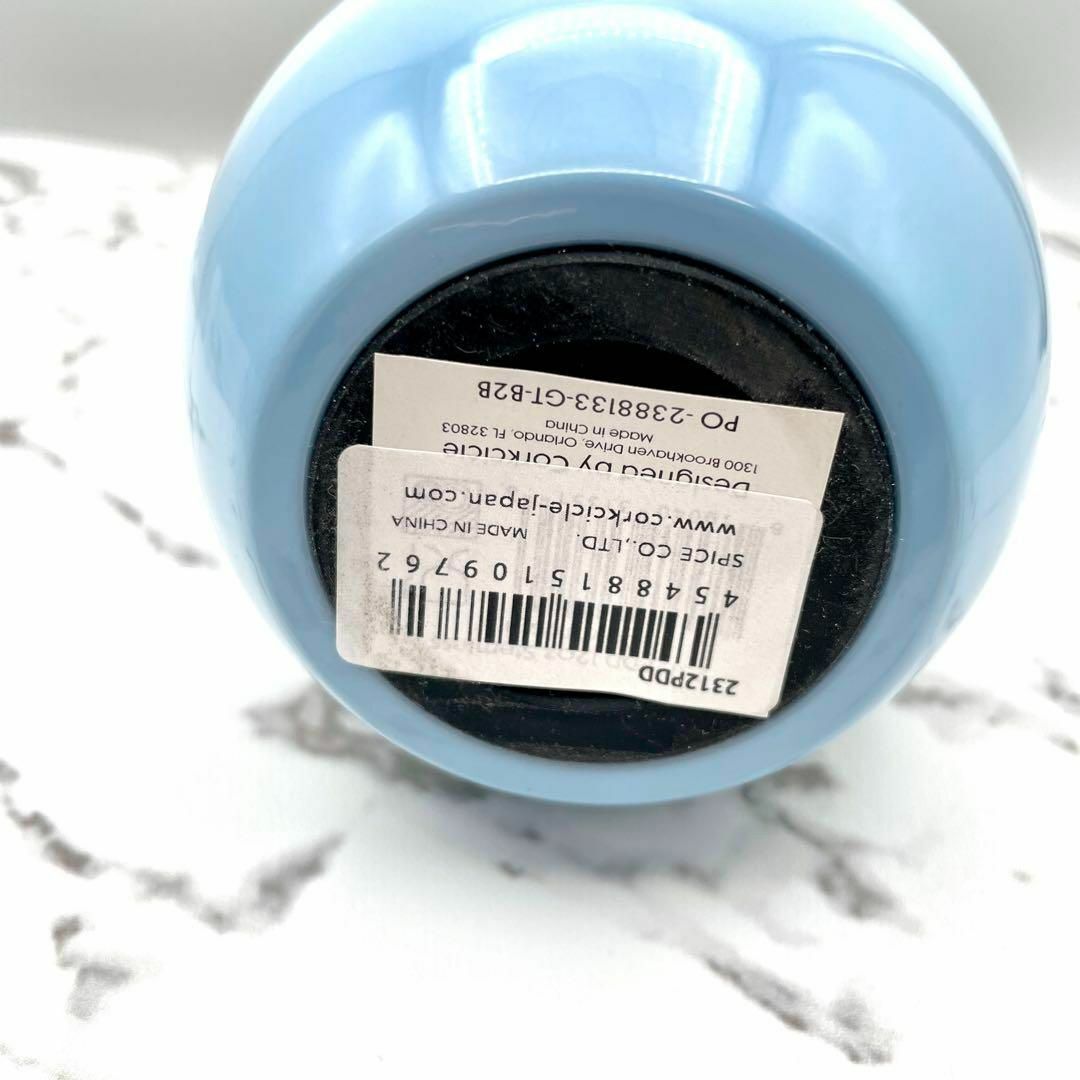 2312PDD
4548815109762
SPICE CO.,LTD. MADE IN CHINA
www.corkcicle-japan.com
Designed by Corkcicle
1300 Brookhaven Drive, Orlando, FL 32803
Made in China
PO - 2388133-GT-B2B